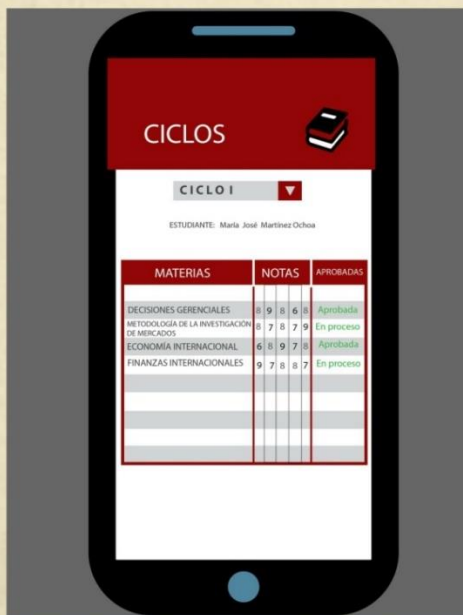 CICLOS
CICLO I
ESTUDIANTE: María José Martínez Ochoa
MATERIAS NOTAS APROBADAS
DECISIONES GERENCIALES 8 9 8 6 8 Aprobada
METODOLOGÍA DE LA INVESTIGACIÓN
DE MERCADOS 8 7 8 7 9 En proceso
ECONOMÍA INTERNACIONAL 6 8 9 7 8 Aprobada
FINANZAS INTERNACIONALES 9 7 8 8 7 En proceso